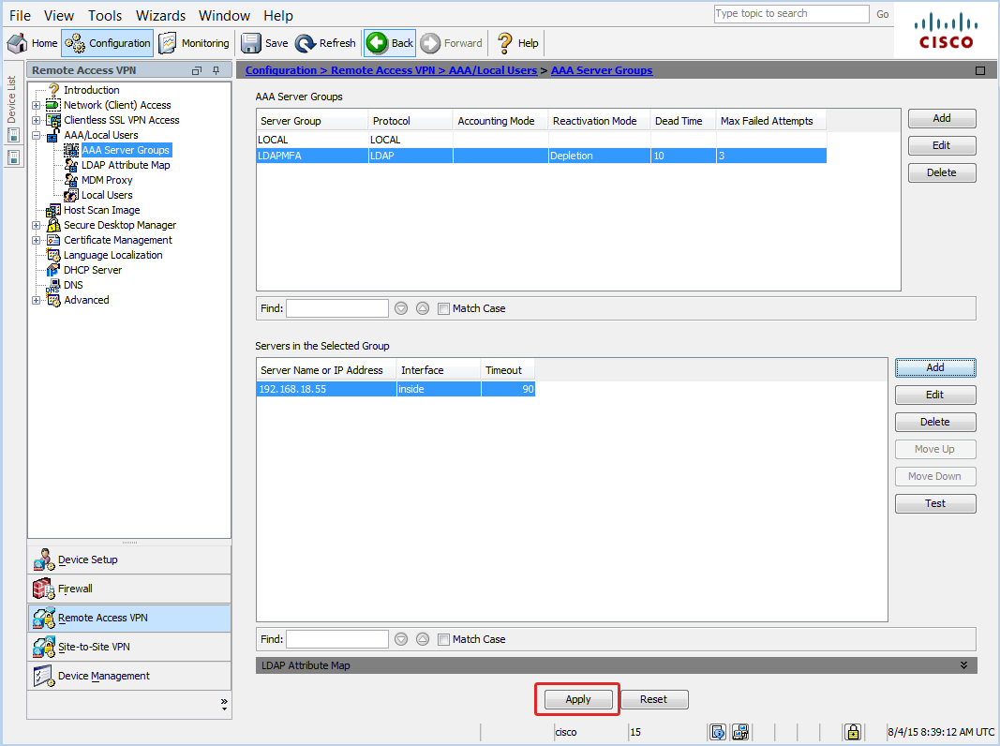 File View Tools Wizards Window Help
Type topic to search Go
Home Configuration Monitoring Save Refresh Back Forward Help
CISCO
Device List
Remote Access VPN
Introduction
Network (Client) Access
Clientless SSL VPN Access
AAA/Local Users
AAA Server Groups
LDAP Attribute Map
MDM Proxy
Local Users
Host Scan Image
Secure Desktop Manager
Certificate Management
Language Localization
DHCP Server
DNS
Advanced
Device Setup
Firewall
Remote Access VPN
Site-to-Site VPN
Device Management
Configuration > Remote Access VPN > AAA/Local Users > AAA Server Groups
AAA Server Groups
Server Group Protocol Accounting Mode Reactivation Mode Dead Time Max Failed Attempts
LOCAL LOCAL
LDAPMFA LDAP Depletion 10 3
Add
Edit
Delete
Find: Match Case
Servers in the Selected Group
Server Name or IP Address Interface Timeout
192.168.18.55 inside 90
Add
Edit
Delete
Move Up
Move Down
Test
Find: Match Case
LDAP Attribute Map
Apply Reset
cisco 15 8/4/15 8:39:12 AM UTC